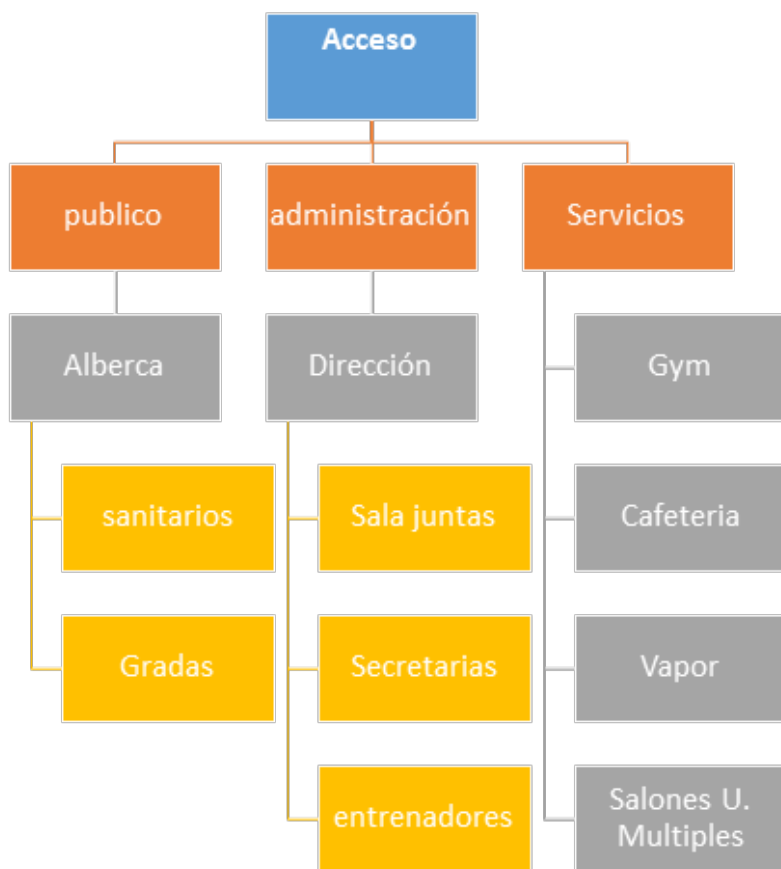 Acceso
publico
administración
Servicios
Alberca
Dirección
Gym
sanitarios
Sala juntas
Cafeteria
Gradas
Secretarias
Vapor
entrenadores
Salones U.
Multiples